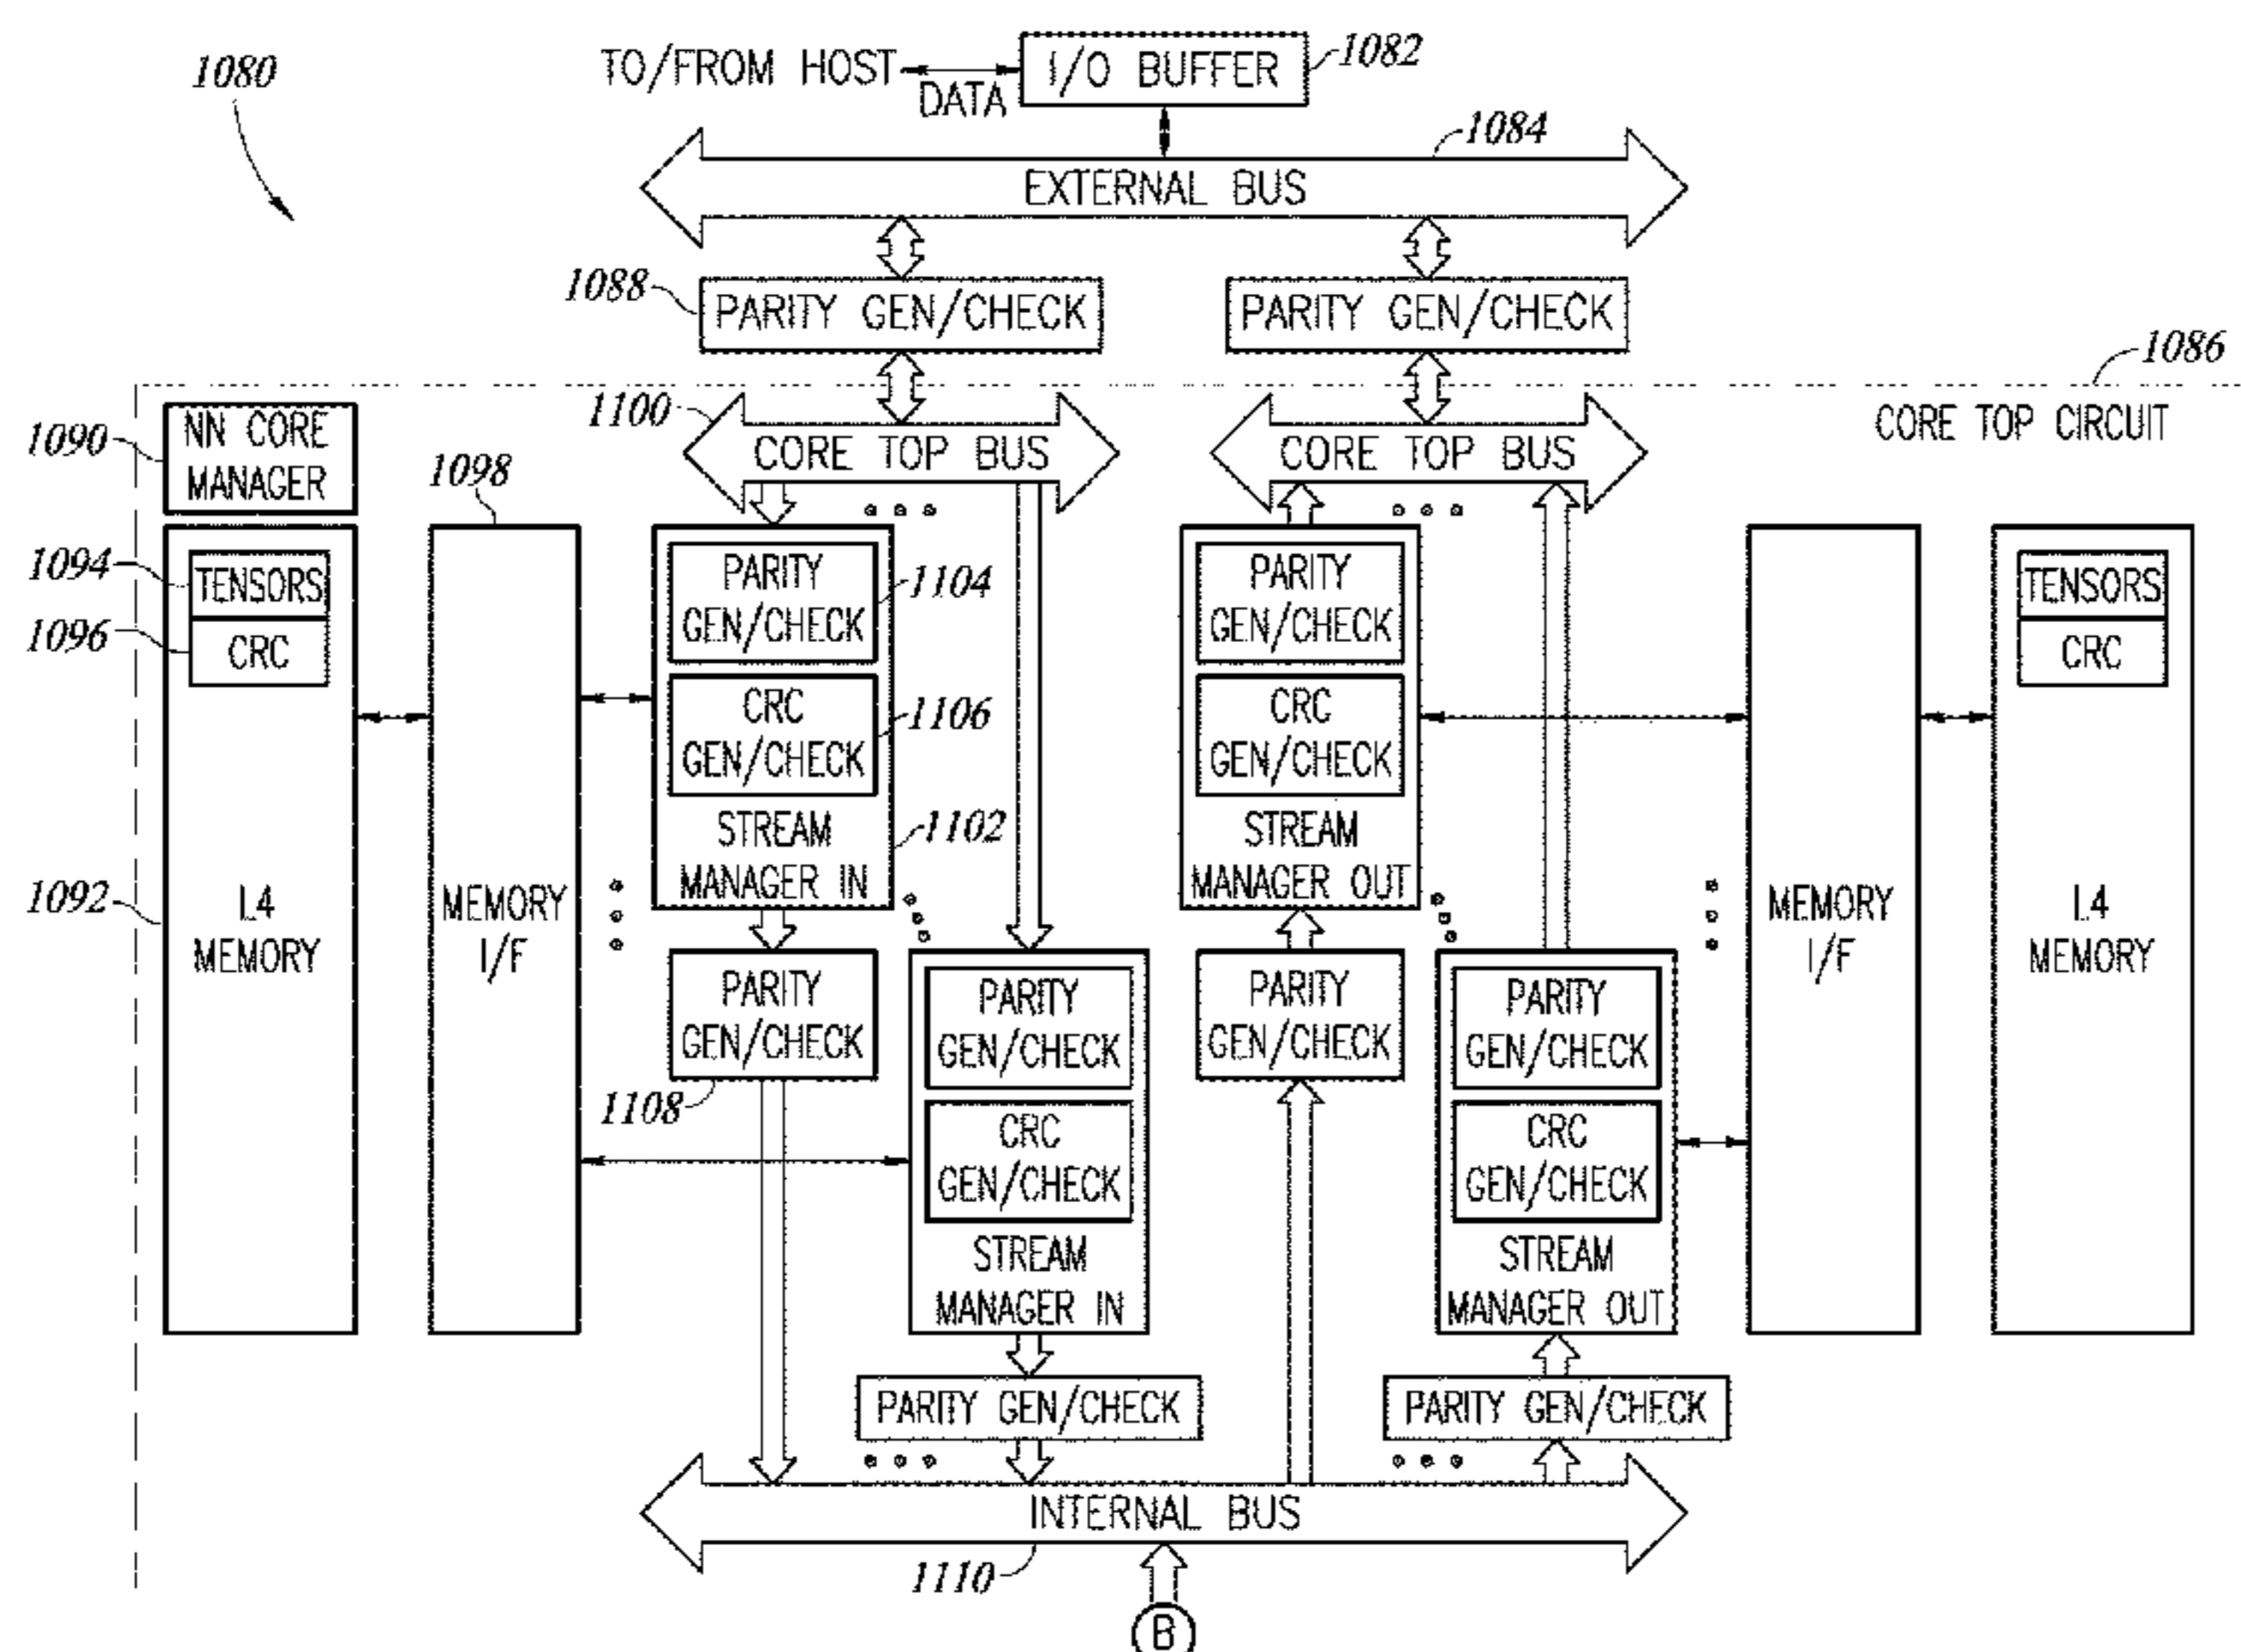 1080
TO/FROM HOST
DATA
I/O BUFFER
1082
1084
EXTERNAL BUS
1088
PARITY GEN/CHECK
PARITY GEN/CHECK
1086
CORE TOP CIRCUIT
1090
NN CORE
MANAGER
1100
CORE TOP BUS
CORE TOP BUS
1098
1094
TENSORS
1096
CRC
1092
L4
MEMORY
MEMORY
I/F
PARITY
GEN/CHECK
1104
CRC
GEN/CHECK
1106
STREAM
MANAGER IN
1102
PARITY
GEN/CHECK
1108
PARITY
GEN/CHECK
CRC
GEN/CHECK
STREAM
MANAGER IN
PARITY GEN/CHECK
PARITY
GEN/CHECK
CRC
GEN/CHECK
STREAM
MANAGER OUT
PARITY
GEN/CHECK
PARITY
GEN/CHECK
CRC
GEN/CHECK
STREAM
MANAGER OUT
PARITY GEN/CHECK
MEMORY
I/F
TENSORS
CRC
L4
MEMORY
INTERNAL BUS
1110
B